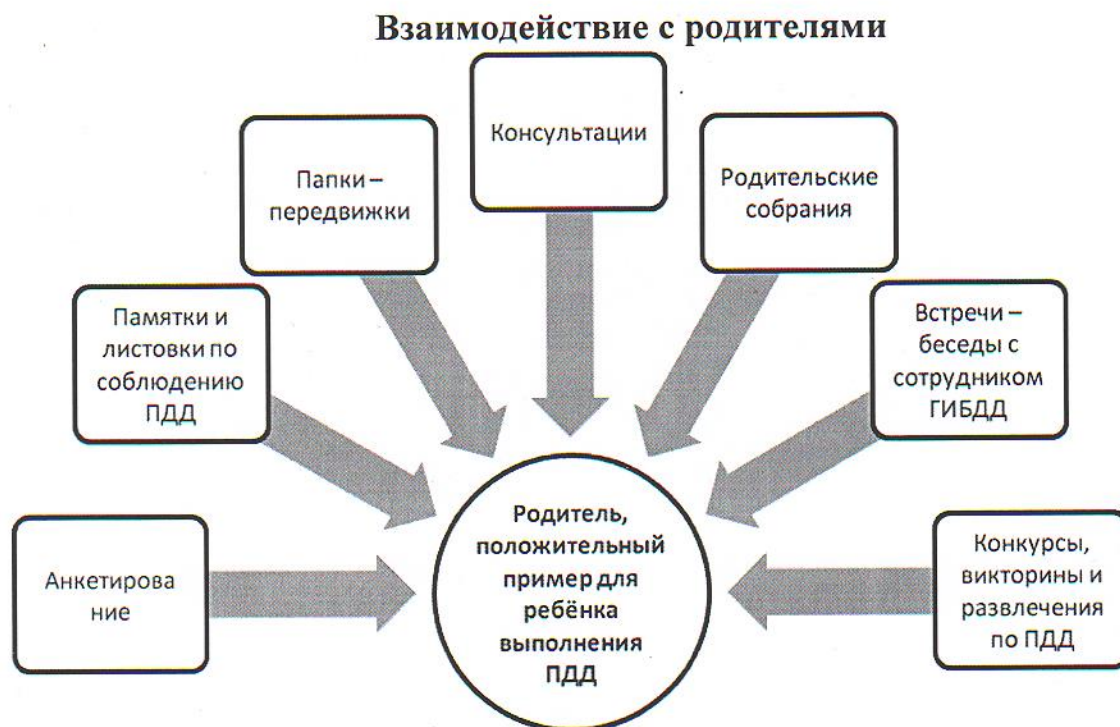 Взаимодействие с родителями
Консультации
Папки –
передвижки
Родительские
собрания
Памятки и
листовки по
соблюдению
ПДД
Встречи –
беседы с
сотрудником
ГИБДД
Анкетирова
ние
Родитель,
положительный
пример для
ребёнка
выполнения
ПДД
Конкурсы,
викторины и
развлечения
по ПДД